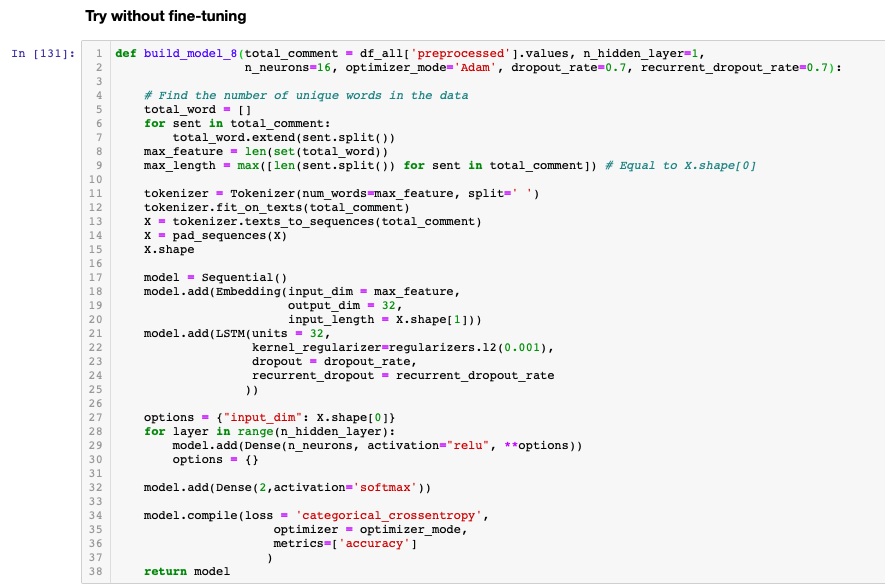 Try without fine-tuning
In [131]:
1 def build_model_8(total_comment = df_all['preprocessed'].values, n_hidden_layer=1,
2                   n_neurons=16, optimizer_mode='Adam', dropout_rate=0.7, recurrent_dropout_rate=0.7):
3
4     # Find the number of unique words in the data
5     total_word = []
6     for sent in total_comment:
7         total_word.extend(sent.split())
8     max_feature = len(set(total_word))
9     max_length = max([len(sent.split()) for sent in total_comment]) # Equal to X.shape[0]
10
11     tokenizer = Tokenizer(num_words=max_feature, split=' ')
12     tokenizer.fit_on_texts(total_comment)
13     X = tokenizer.texts_to_sequences(total_comment)
14     X = pad_sequences(X)
15     X.shape
16
17     model = Sequential()
18     model.add(Embedding(input_dim = max_feature,
19                         output_dim = 32,
20                         input_length = X.shape[1]))
21     model.add(LSTM(units = 32,
22                    kernel_regularizer=regularizers.l2(0.001),
23                    dropout = dropout_rate,
24                    recurrent_dropout = recurrent_dropout_rate
25                   ))
26
27     options = {"input_dim": X.shape[0]}
28     for layer in range(n_hidden_layer):
29         model.add(Dense(n_neurons, activation="relu", **options))
30         options = {}
31
32     model.add(Dense(2,activation='softmax'))
33
34     model.compile(loss = 'categorical_crossentropy',
35                       optimizer = optimizer_mode,
36                       metrics=['accuracy']
37                      )
38     return model